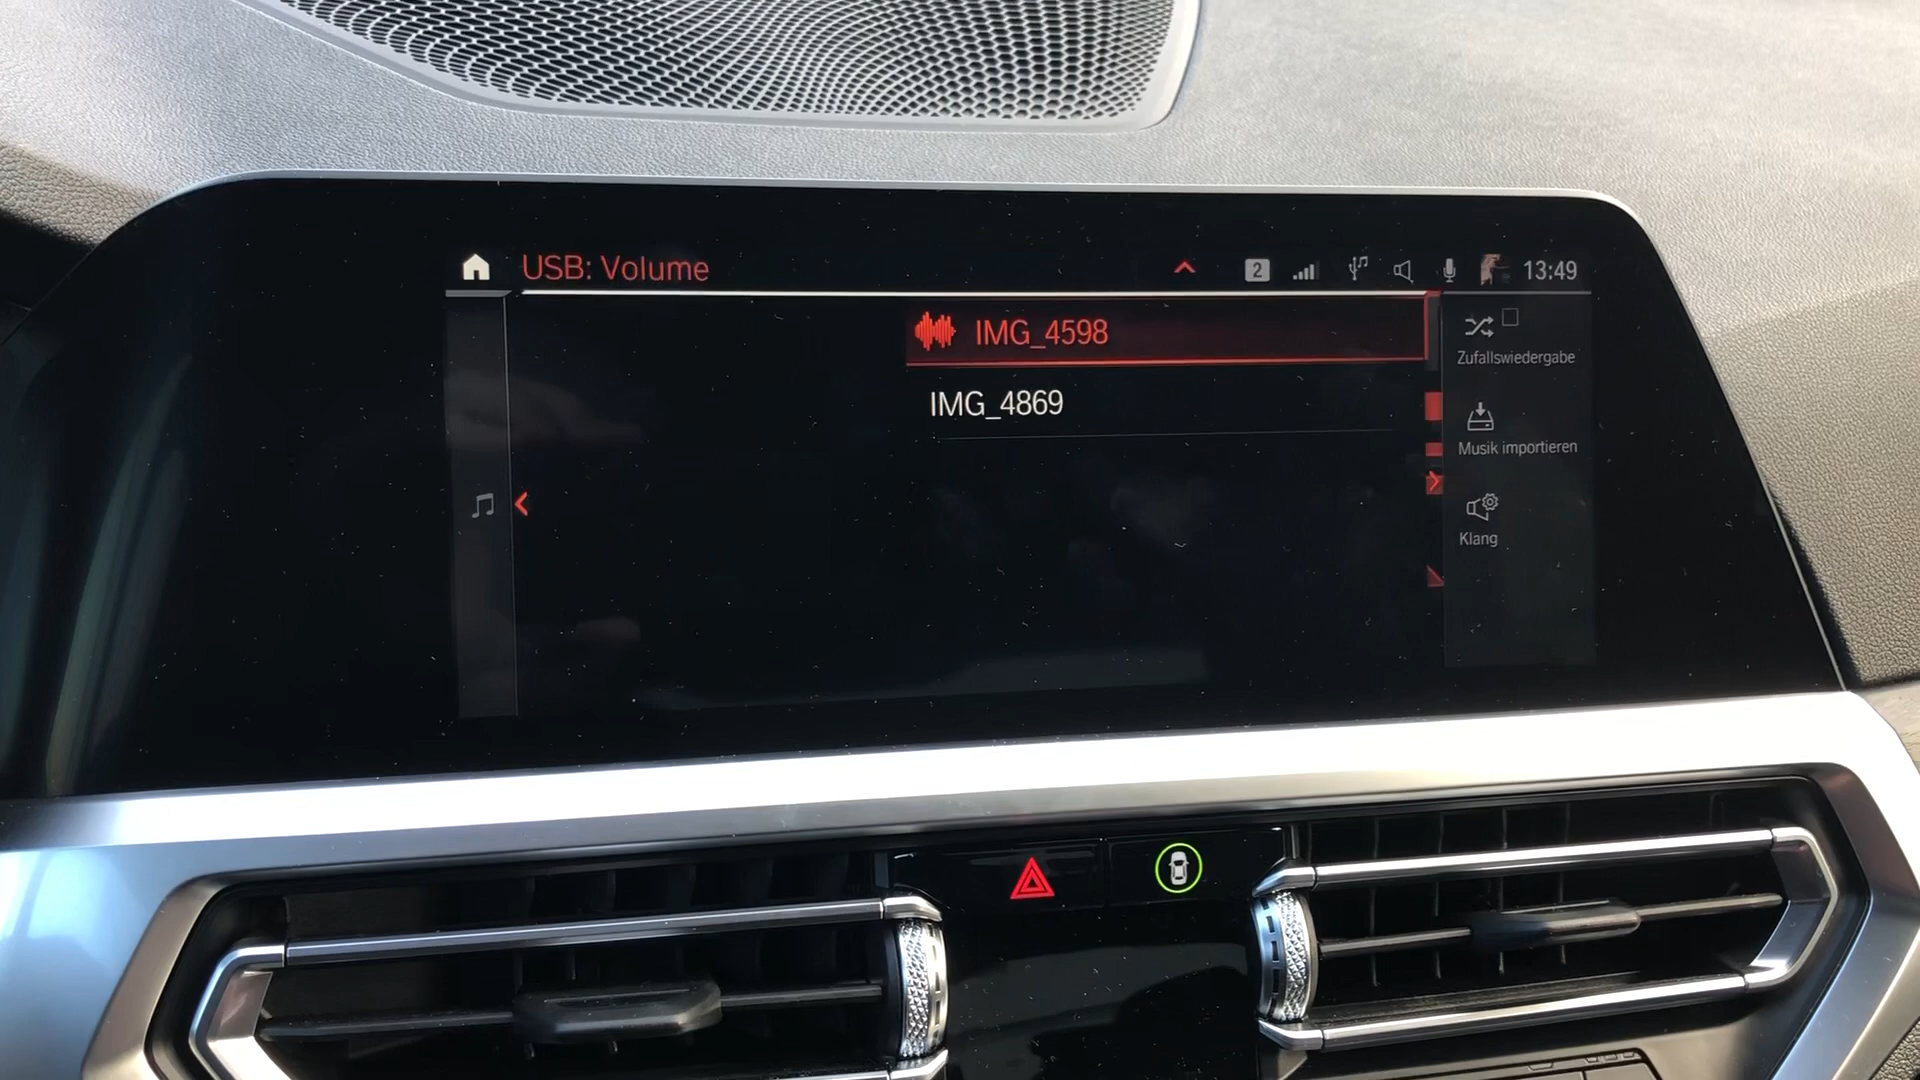 USB: Volume
2
13:49
IMG_4598
IMG_4869
Zufallswiedergabe
Musik importieren
Klang